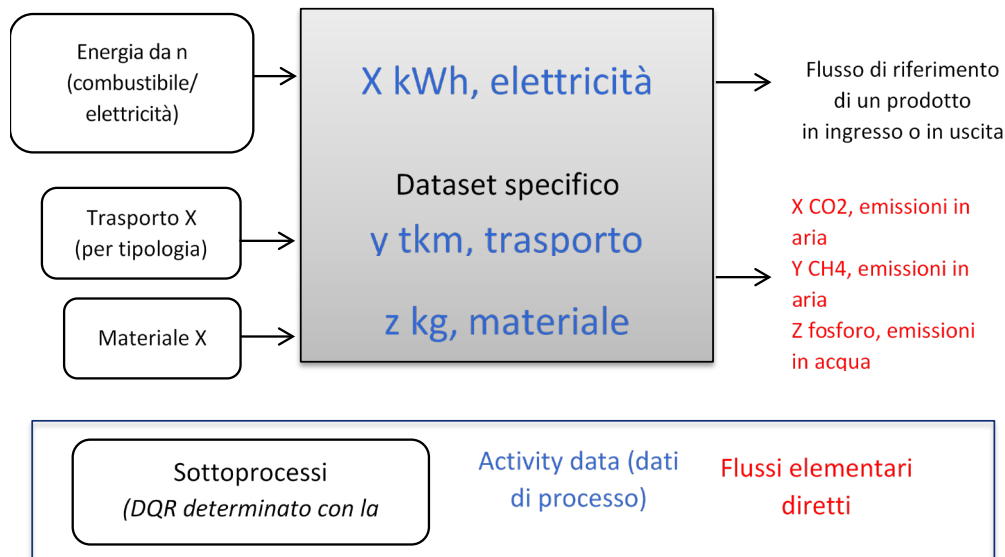 Energia da n
(combustibile/
elettricità)
Trasporto X
(per tipologia)
Materiale X
X kWh, elettricità
Dataset specifico
y tkm, trasporto
z kg, materiale
Flusso di riferimento
di un prodotto
in ingresso o in uscita
X CO2, emissioni in
aria
Y CH4, emissioni in
aria
Z fosforo, emissioni
in acqua
Sottoprocessi
(DQR determinato con la
Activity data (dati
di processo)
Flussi elementari
diretti